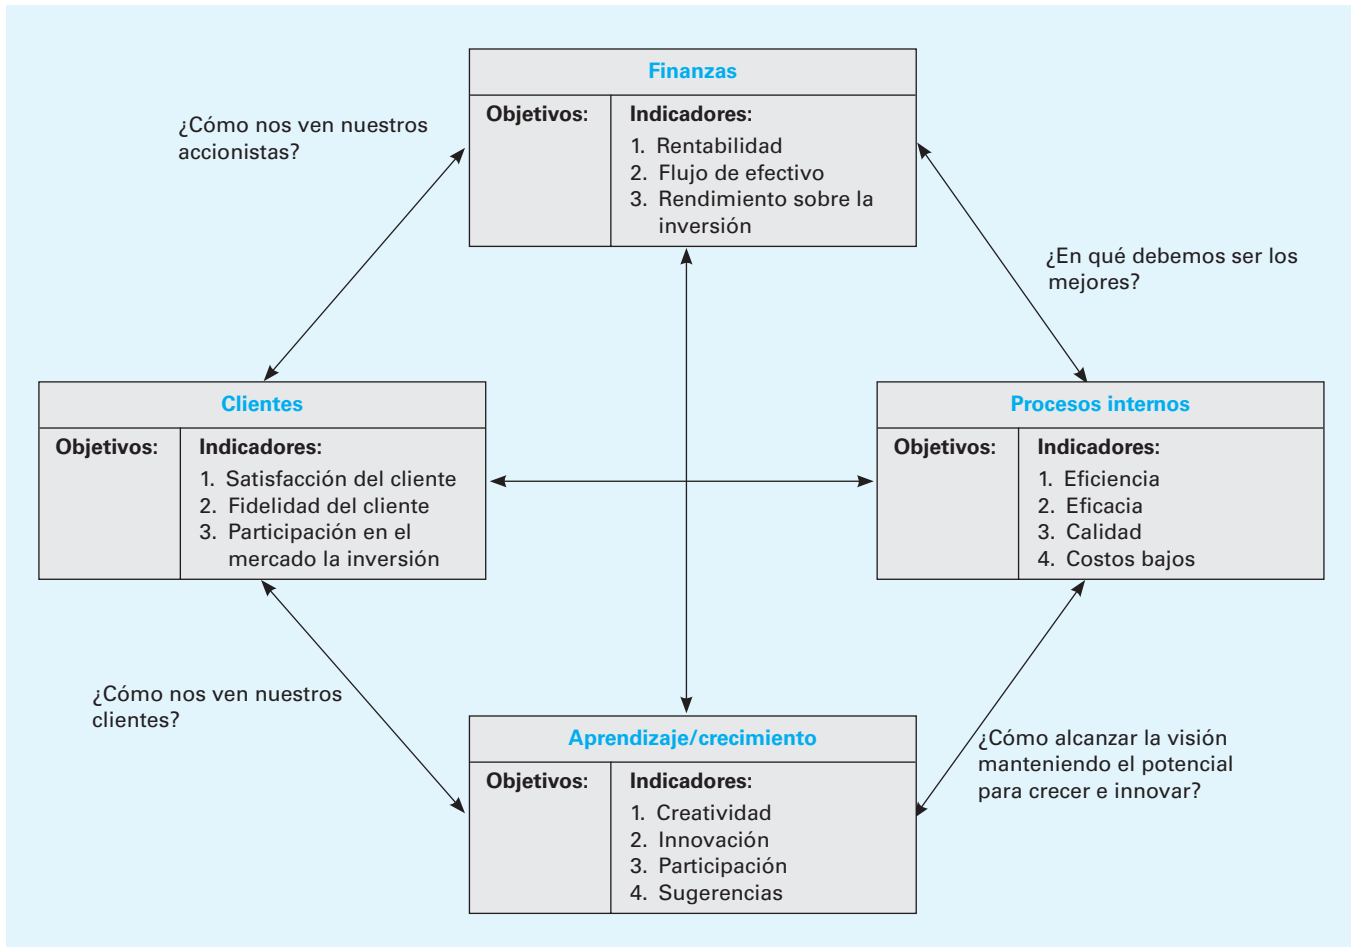 Finanzas
Objetivos:
Indicadores:
1. Rentabilidad
2. Flujo de efectivo
3. Rendimiento sobre la
inversión
¿Cómo nos ven nuestros
accionistas?
¿En qué debemos ser los
mejores?
Clientes
Objetivos:
Indicadores:
1. Satisfacción del cliente
2. Fidelidad del cliente
3. Participación en el
mercado la inversión
Procesos internos
Objetivos:
Indicadores:
1. Eficiencia
2. Eficacia
3. Calidad
4. Costos bajos
¿Cómo nos ven nuestros
clientes?
¿Cómo alcanzar la visión
manteniendo el potencial
para crecer e innovar?
Aprendizaje/crecimiento
Objetivos:
Indicadores:
1. Creatividad
2. Innovación
3. Participación
4. Sugerencias